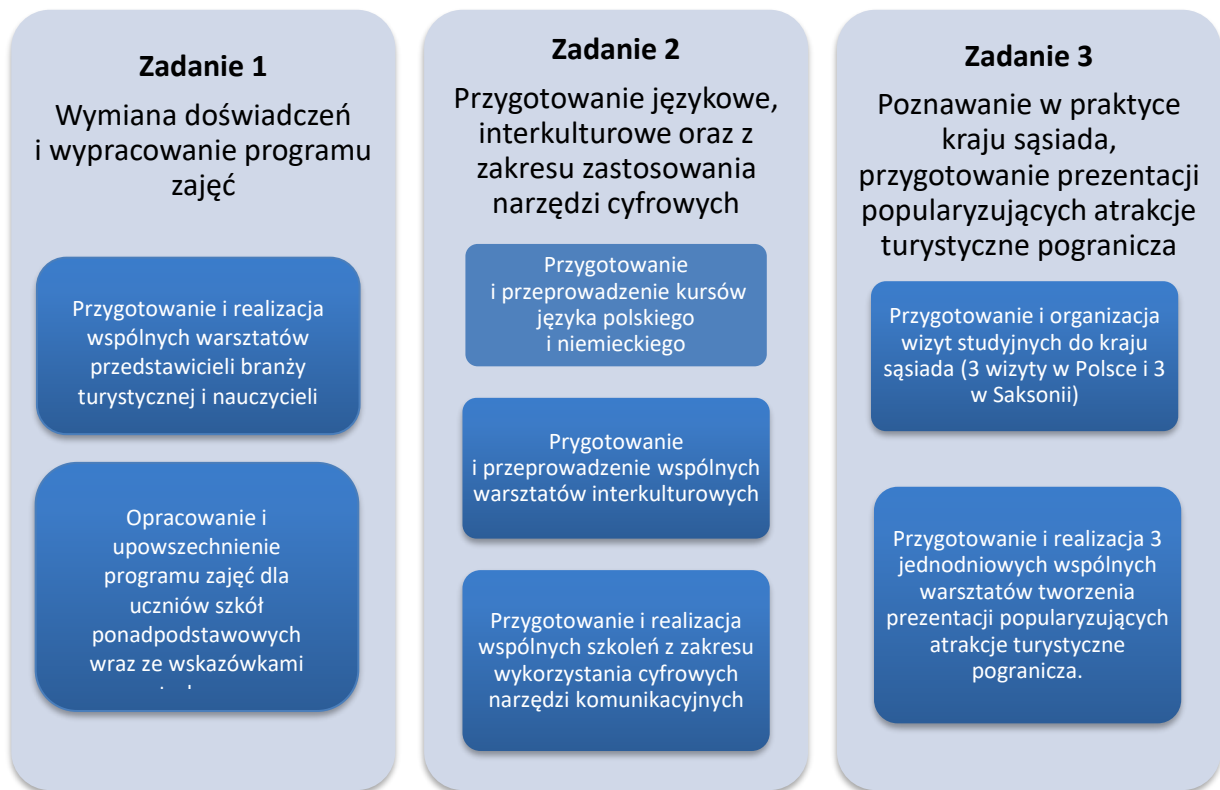 Zadanie 1
Wymiana doświadczeń
i wypracowanie programu
zajęć
Przygotowanie i realizacja
wspólnych warsztatów
przedstawicieli branży
turystycznej i nauczycieli
Opracowanie i
upowszechnienie
programu zajęć dla
uczniów szkół
ponadpodstawowych
wraz ze wskazówkami
Zadanie 2
Przygotowanie językowe,
interkulturowe oraz z
zakresu zastosowania
narzędzi cyfrowych
Przygotowanie
i przeprowadzenie kursów
języka polskiego
i niemieckiego
Prygotowanie
i przeprowadzenie wspólnych
warsztatów interkulturowych
Przygotowanie i realizacja
wspólnych szkoleń z zakresu
wykorzystania cyfrowych
narzędzi komunikacyjnych
Zadanie 3
Poznawanie w praktyce
kraju sąsiada,
przygotowanie prezentacji
popularyzujących atrakcje
turystyczne pogranicza
Przygotowanie i organizacja
wizyt studyjnych do kraju
sąsiada (3 wizyty w Polsce i 3
w Saksonii)
Przygotowanie i realizacja 3
jednodniowych wspólnych
warsztatów tworzenia
prezentacji popularyzujących
atrakcje turystyczne
pogranicza.